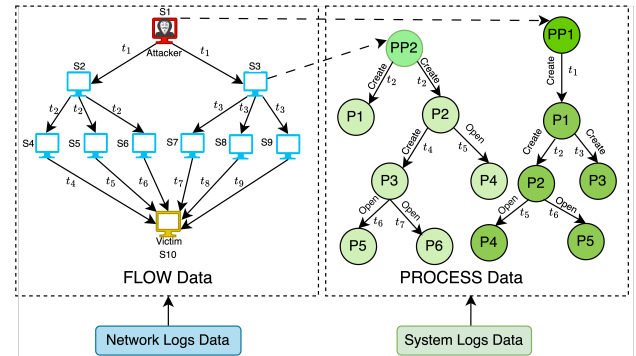 S1
Attacker
t1
t1
S2
S3
t2
t2
t2
t3
t3
t3
S4
S5
S6
S7
S8
S9
t4
t5
t6
t7
t8
t9
Victim
S10
FLOW Data
PP2
Create
t2
Create
t2
P1
P2
Create
t4
Open
t5
P3
P4
Open
t6
Open
t7
P5
P6
PP1
Create
t1
P1
Create
t2
Create
t3
P2
P3
Open
t5
Open
t6
P4
P5
PROCESS Data
Network Logs Data
System Logs Data